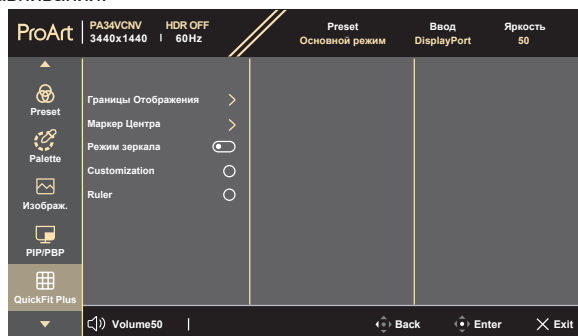 ProArt
PA34VCNV HDR OFF
3440x1440 | 60Hz
Preset
Основной режим
Ввод
DisplayPort
Яркость
50
Preset
Palette
Изображ.
PIP/PBP
QuickFit Plus
Границы Отображения
Маркер Центра
Режим зеркала
Customization
Ruler
Volume50 |
Back
Enter
Exit